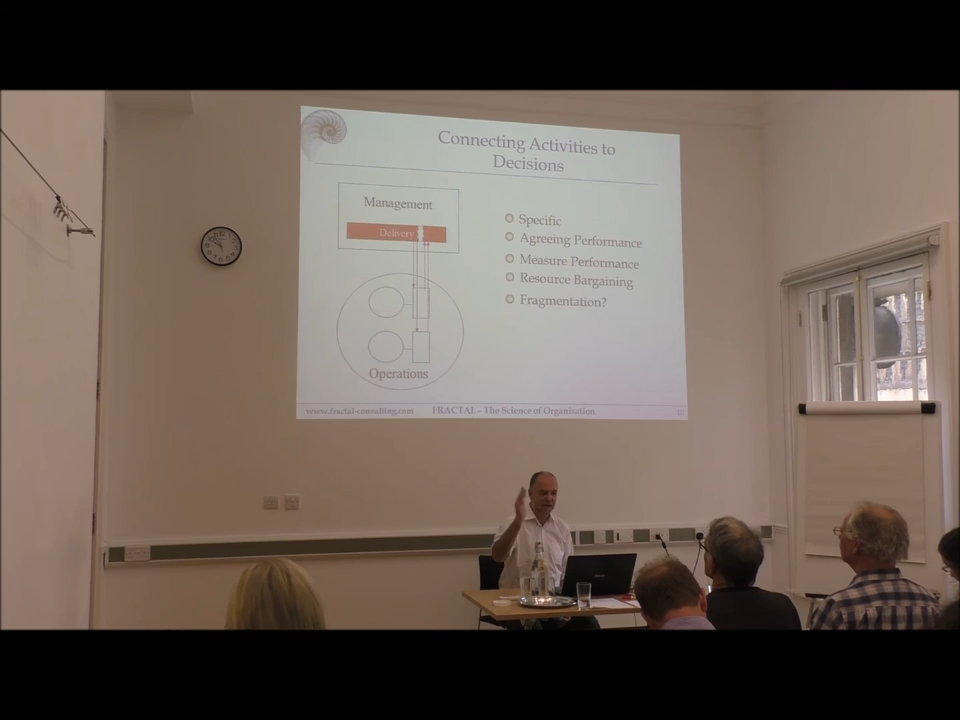 Connecting Activities to
Decisions
Management
Delivery
Operations
Specific
Agreeing Performance
Measure Performance
Resource Bargaining
Fragmentation?
www.fractal-consulting.com FRACTAL – The Science of Organisation